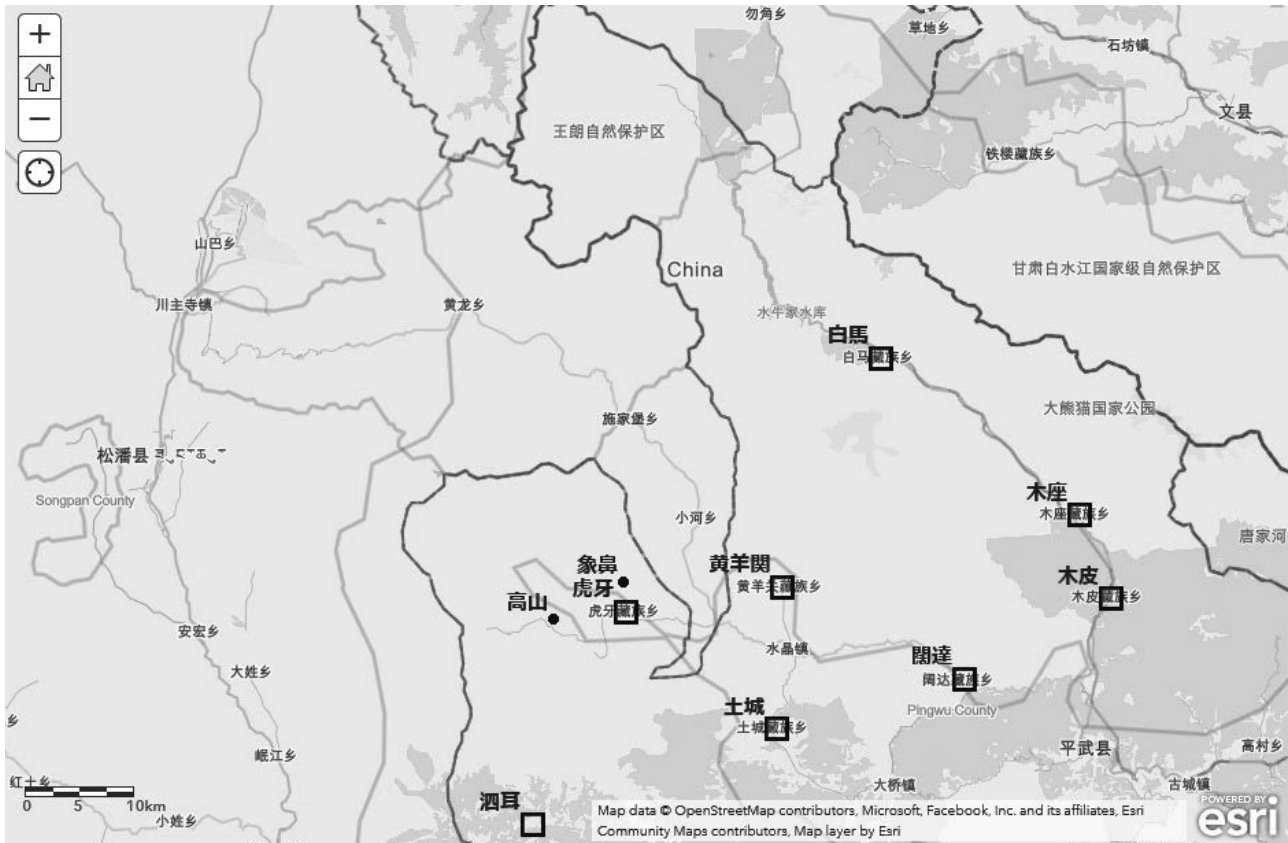 勿角乡
草地乡
石坊镇
文县
王朗自然保护区
铁楼藏族乡
山巴乡
China
甘肃白水江国家级自然保护区
川主寺镇
黄龙乡
水牛家水库
白馬
白马藏族乡
大熊猫国家公园
施家堡乡
松潘县
Songpan County
木座
木座藏族乡
小河乡
唐家河
象鼻
黄羊関
虎牙
木皮
黄羊关藏族乡
高山
虎牙藏族乡
木皮藏族乡
安宏乡
水晶镇
大姓乡
闊達
阔达藏族乡
土城
Pingwu County
乡
土城藏族乡
平武县
高村乡
岷江乡
红土乡
大桥镇
古城镇
0 5 10km
泗耳
小姓乡
Map data © OpenStreetMap contributors, Microsoft, Facebook, Inc. and its affiliates, Esri
Community Maps contributors, Map layer by Esri
POWERED BY
esri